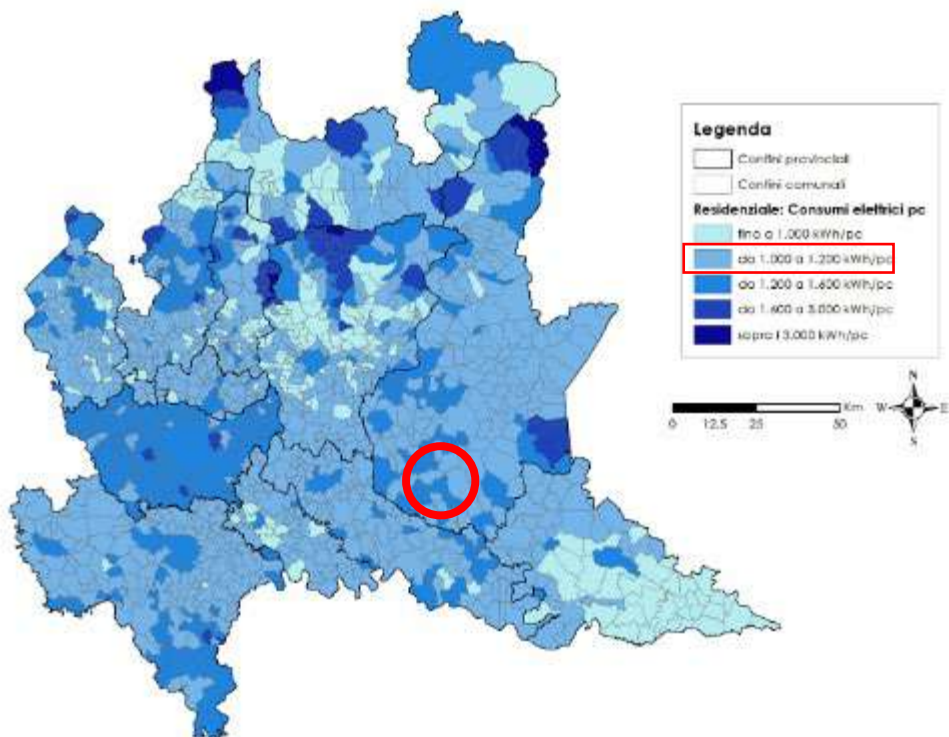 Legenda
Confini provinciali
Confini comunali
Residenziale: Consumi elettrici pc
fino a 1.000 kWh/pc
da 1.000 a 1.200 kWh/pc
da 1.200 a 1.600 kWh/pc
da 1.600 a 3.000 kWh/pc
sopra i 3.000 kWh/pc
N
Km
W
E
0 12.5 25 50
S